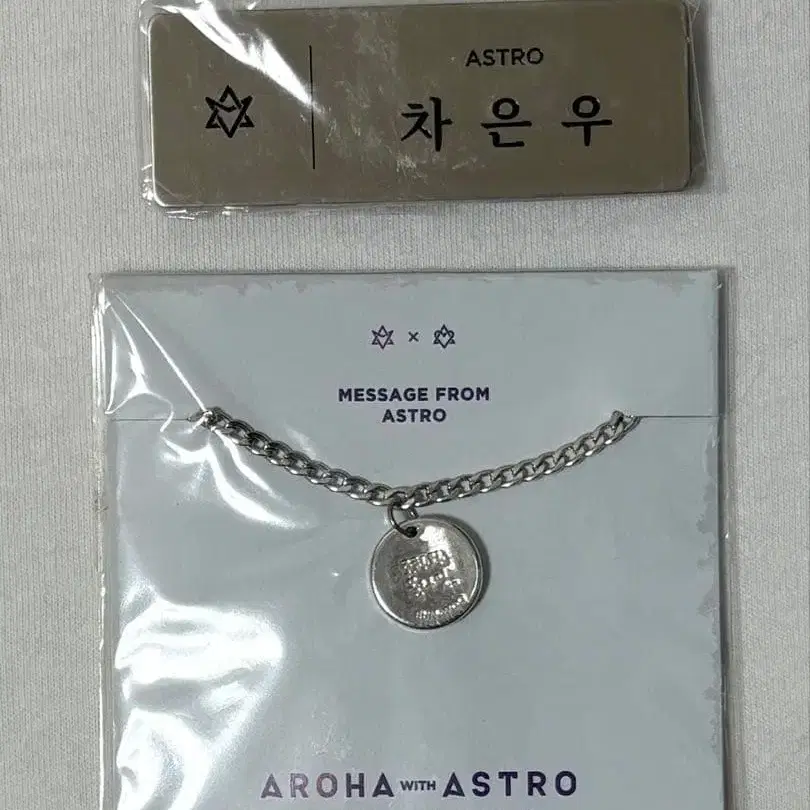 ASTRO
차은우
×
MESSAGE FROM
ASTRO
AROHA WITH ASTRO